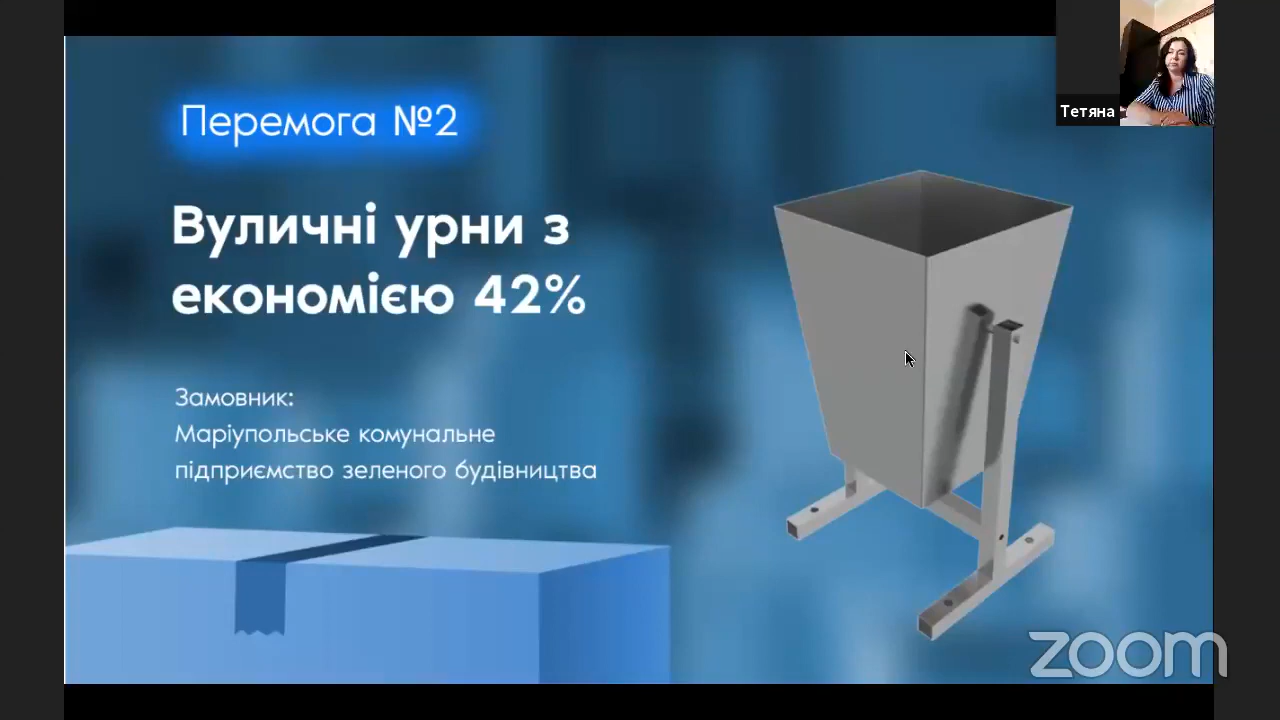 Тетяна
Перемога №2
Вуличні урни з
економією 42%
Замовник:
Маріупольське комунальне
підприємство зеленого будівництва
zoom